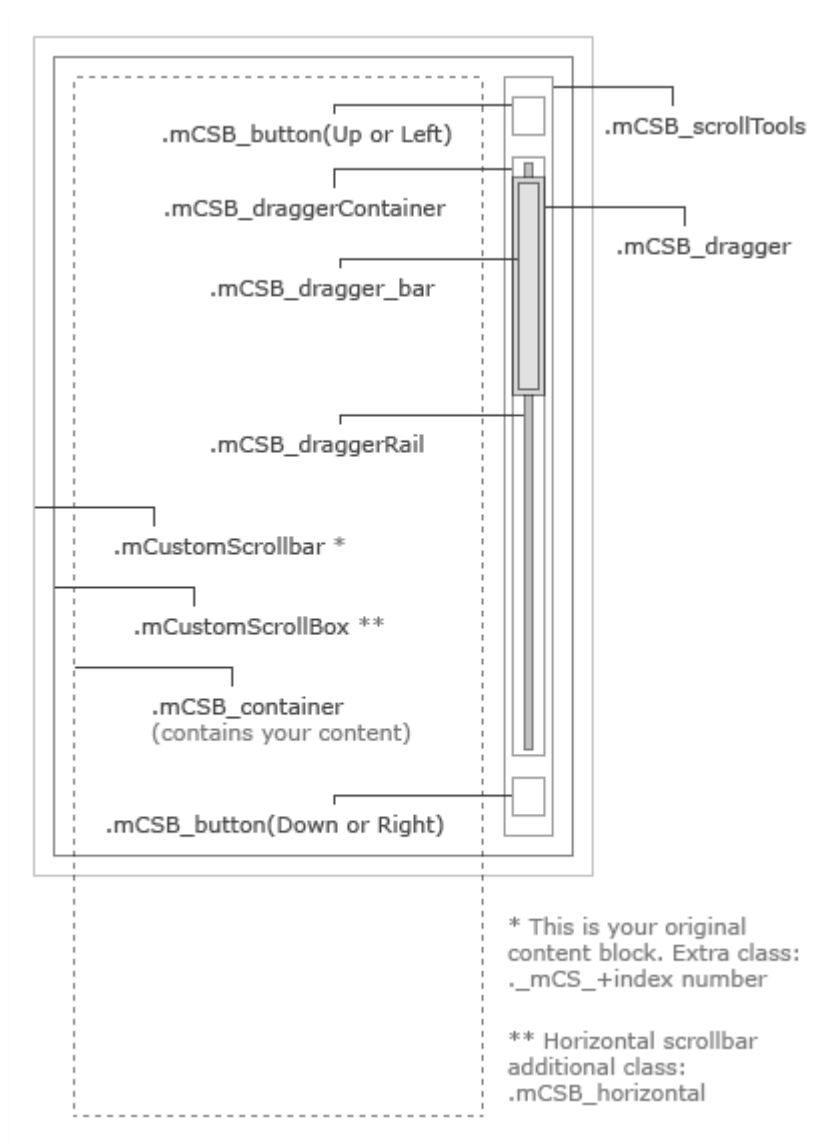 .mCSB_button(Up or Left)
.mCSB_scrollTools
.mCSB_draggerContainer
.mCSB_dragger
.mCSB_dragger_bar
.mCSB_draggerRail
.mCustomScrollbar *
.mCustomScrollBox **
.mCSB_container
(contains your content)
.mCSB_button(Down or Right)
* This is your original
content block. Extra class:
._mCS_+index number
** Horizontal scrollbar
additional class:
.mCSB_horizontal